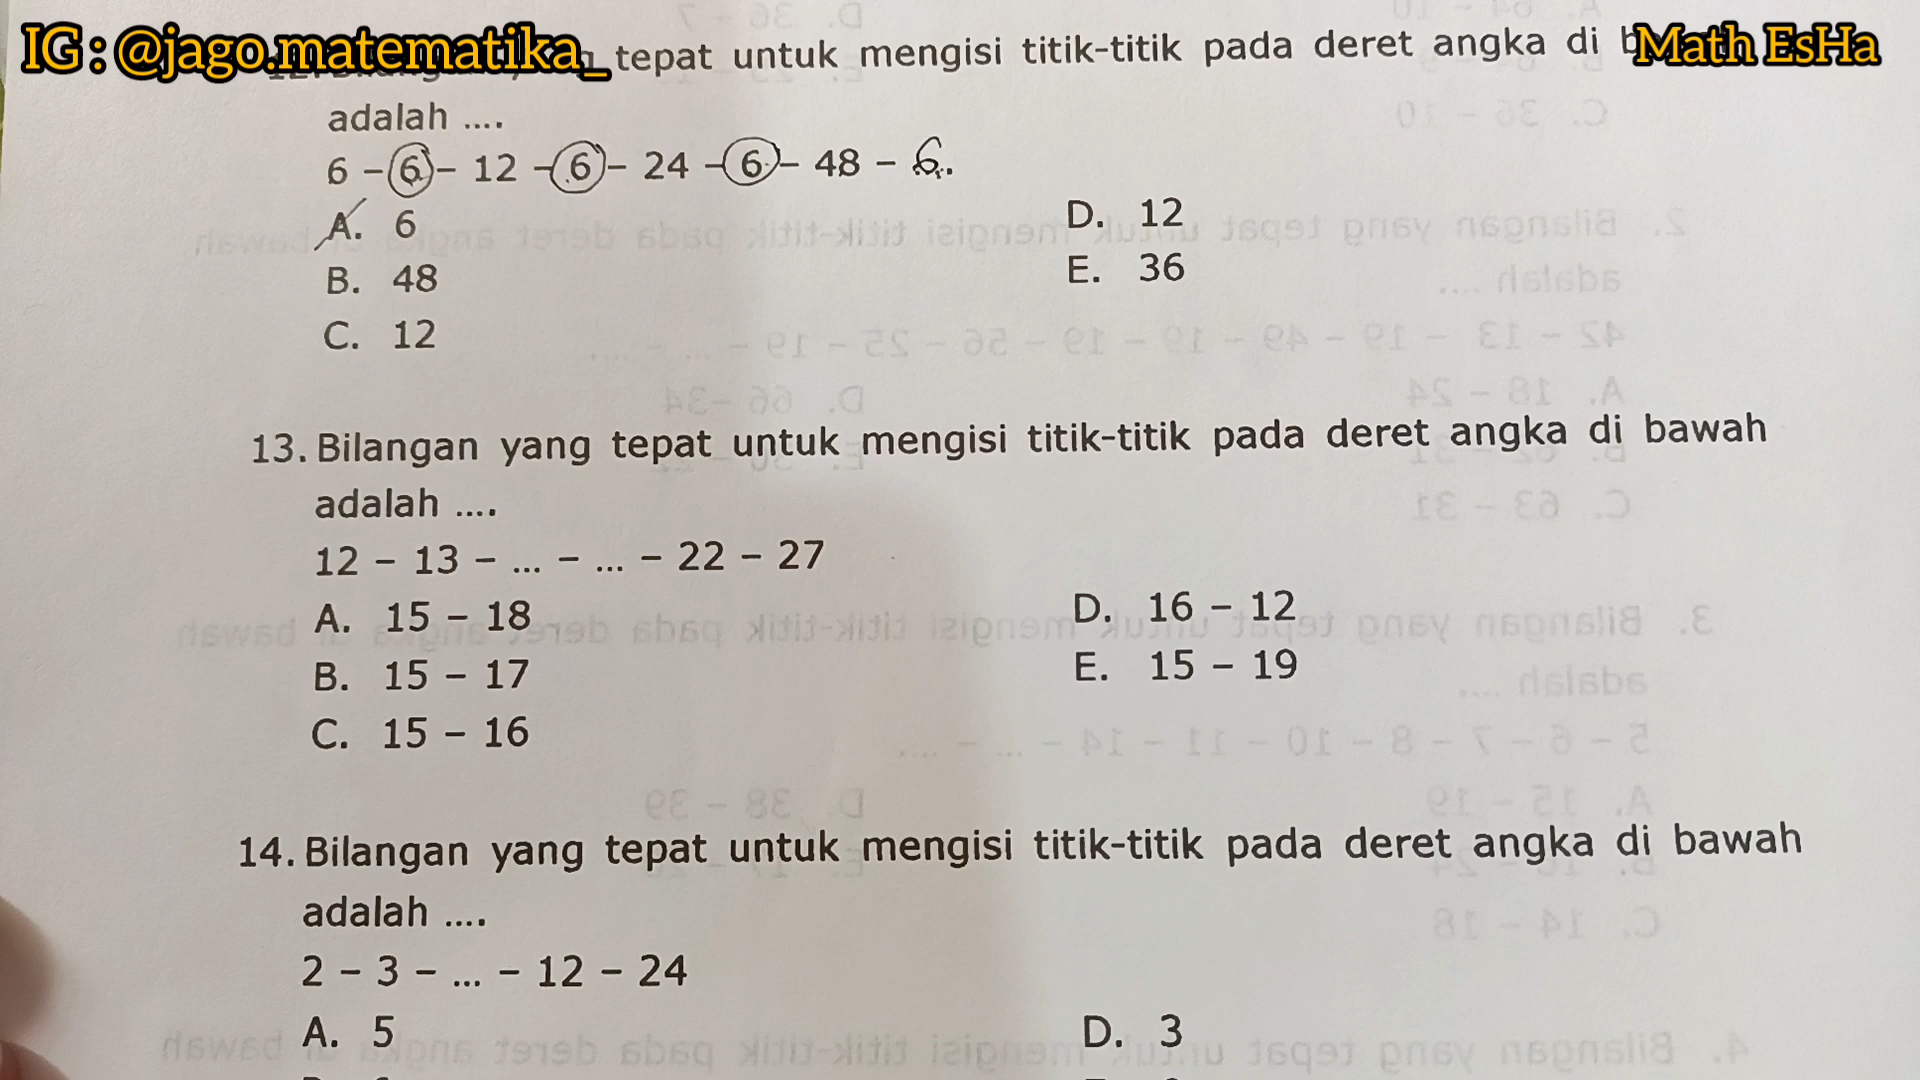 IG : @jago.matematika_ tepat untuk mengisi titik-titik pada deret angka di Math EsHa
adalah ....
6 – 6 – 12 – 6 – 24 – 6 – 48 – 6
A. 6
B. 48
C. 12
D. 12
E. 36
13. Bilangan yang tepat untuk mengisi titik-titik pada deret angka di bawah
adalah ....
12 – 13 – ... – ... – 22 – 27
A. 15 – 18
B. 15 – 17
C. 15 – 16
D. 16 – 12
E. 15 – 19
14. Bilangan yang tepat untuk mengisi titik-titik pada deret angka di bawah
adalah ....
2 – 3 – ... – 12 – 24
A. 5
D. 3